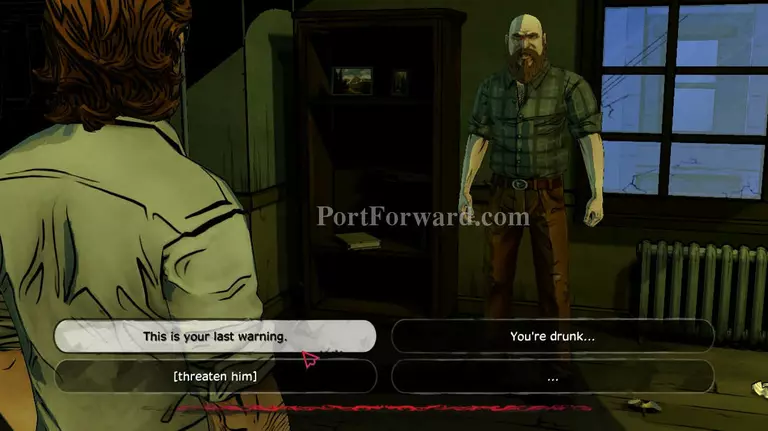 PortForward.com
This is your last warning.
You're drunk...
[threaten him]
...